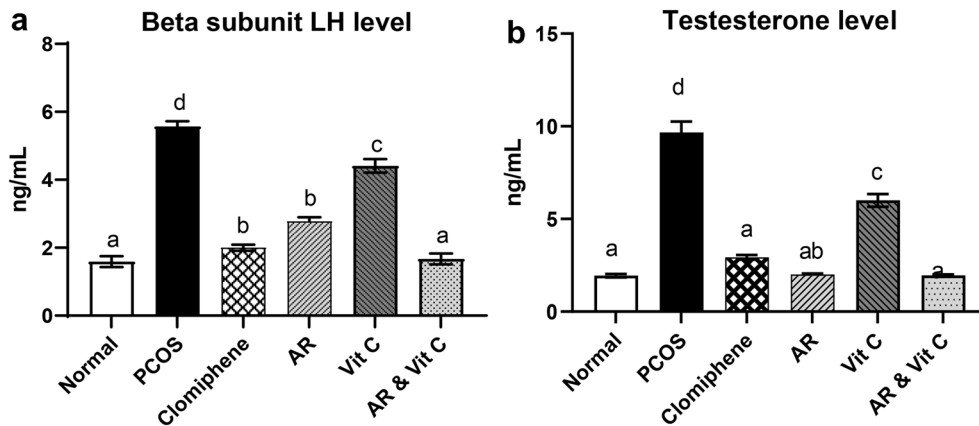 a
Beta subunit LH level
8
6
4
2
0
ng/mL
a
d
b
b
c
a
Normal
PCOS
Clomiphene
AR
Vit C
AR & Vit C
b
Testesterone level
15
10
5
0
ng/mL
a
d
a
ab
c
a
Normal
PCOS
Clomiphene
AR
Vit C
AR & Vit C